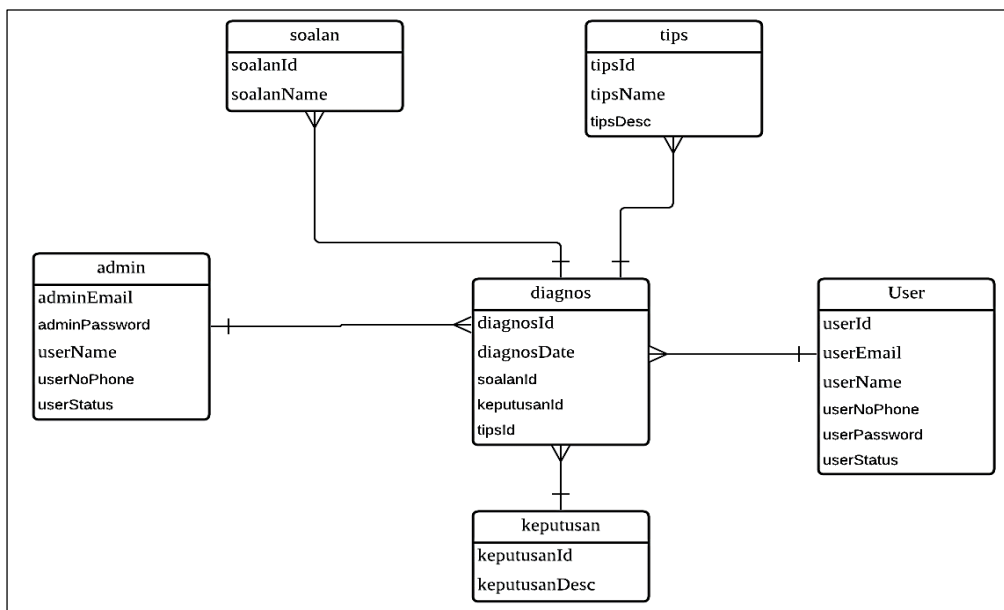 soalan
soalanId
soalanName
tips
tipsId
tipsName
tipsDesc
admin
adminEmail
adminPassword
userName
userNoPhone
userStatus
diagnos
diagnosId
diagnosDate
soalanId
keputusanId
tipsId
User
userId
userEmail
userName
userNoPhone
userPassword
userStatus
keputusan
keputusanId
keputusanDesc